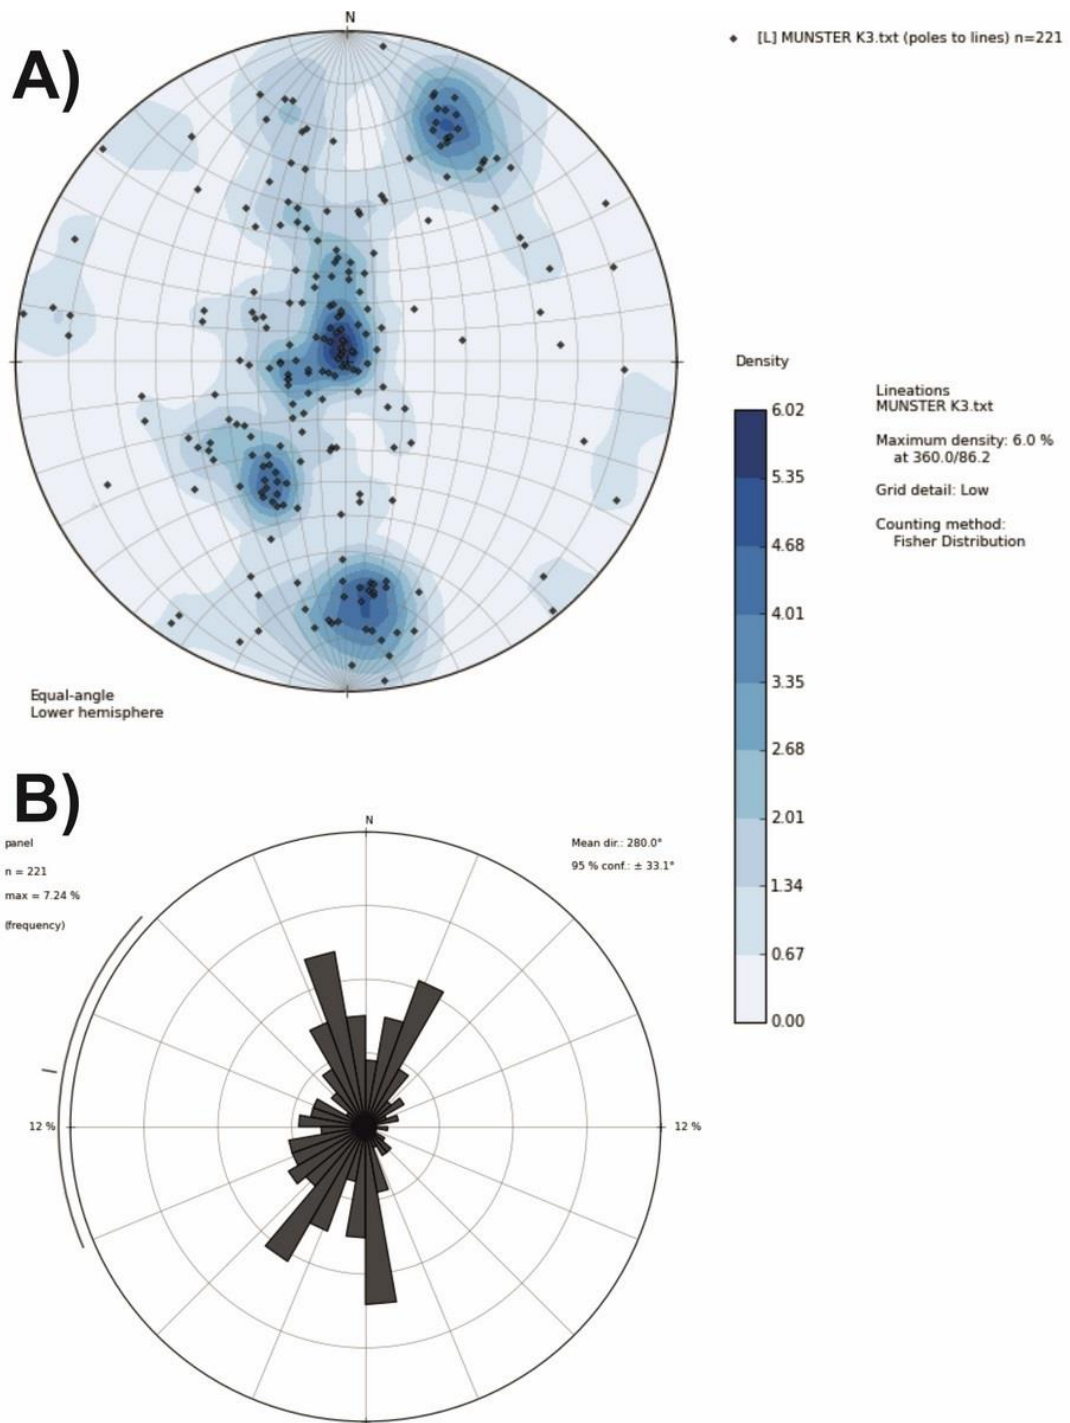 N
A)
[L] MUNSTER K3.txt (poles to lines) n=221
Density
6.02
5.35
4.68
4.01
3.35
2.68
2.01
1.34
0.67
0.00
Lineations
MUNSTER K3.txt
Maximum density: 6.0 %
at 360.0/86.2
Grid detail: Low
Counting method:
Fisher Distribution
Equal-angle
Lower hemisphere
B)
N
panel
n = 221
max = 7.24 %
(frequency)
Mean dir.: 280.0°
95 % conf.: ± 33.1°
12 %
12 %